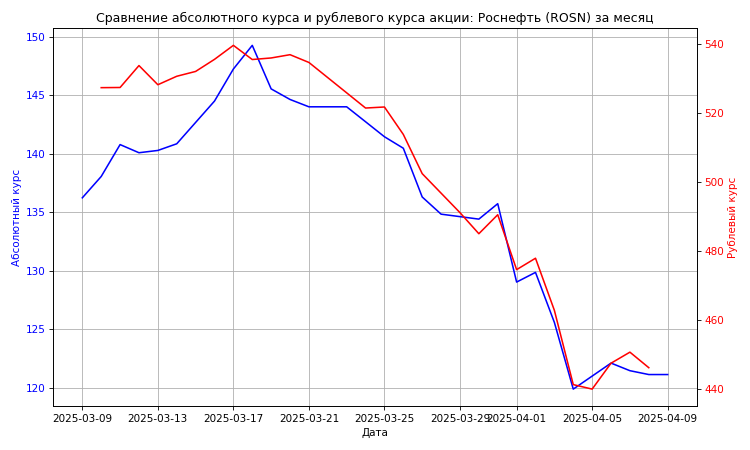 Сравнение абсолютного курса и рублевого курса акции: Роснефть (ROSN) за месяц
Абсолютный курс
150
145
140
135
130
125
120
Рублевый курс
540
520
500
480
460
440
2025-03-09 2025-03-13 2025-03-17 2025-03-21 2025-03-25 2025-03-29 2025-04-01 2025-04-05 2025-04-09
Дата